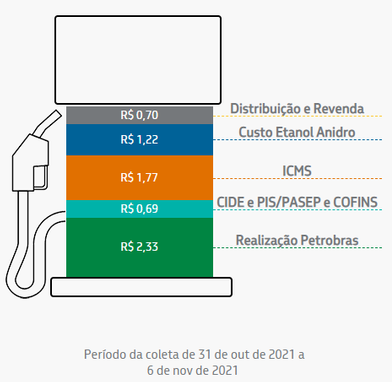 R$ 0,70 Distribuição e Revenda
R$ 1,22 Custo Etanol Anidro
R$ 1,77 ICMS
R$ 0,69 CIDE e PIS/PASEP e COFINS
R$ 2,33 Realização Petrobras
Período da coleta de 31 de out de 2021 a
6 de nov de 2021